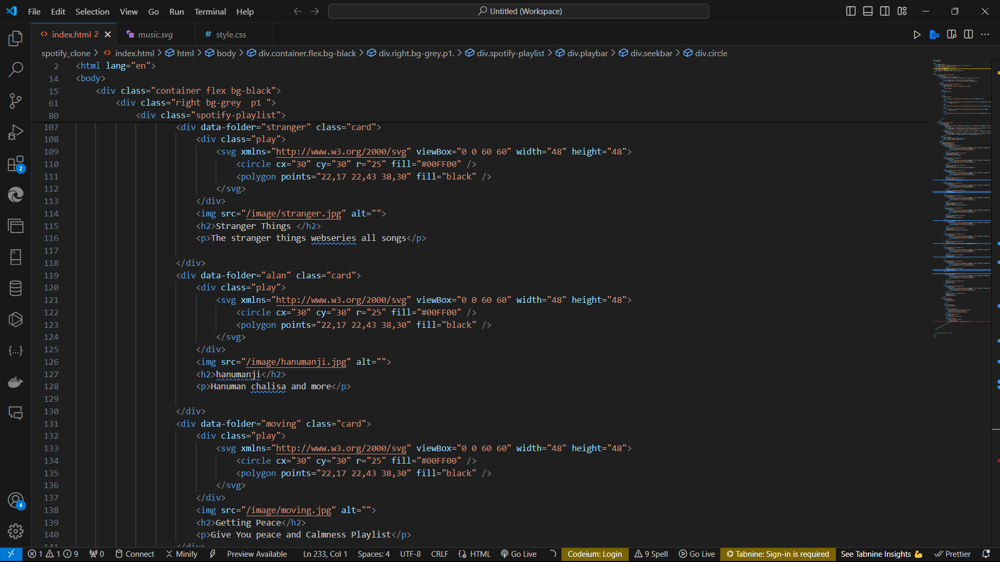 File Edit Selection View Go Run Terminal Help
Untitled (Workspace)
index.html 2
music.svg
style.css
spotify_clone > index.html > html > body > div.container.flex.bg-black > div.right.bg-grey.p1. > div.spotify-playlist > div.playbar > div.seekbar > div.circle
2 <html lang="en">
14 <body>
15 <div class="container flex bg-black">
61 <div class="right bg-grey  p1 ">
80 <div class="spotify-playlist">
107 <div data-folder="stranger" class="card">
108 <div class="play">
109 <svg xmlns="http://www.w3.org/2000/svg" viewBox="0 0 60 60" width="48" height="48">
110 <circle cx="30" cy="30" r="25" fill="#00FF00" />
111 <polygon points="22,17 22,43 38,30" fill="black" />
112 </svg>
113 </div>
114 <img src="/image/stranger.jpg" alt="">
115 <h2>Stranger Things </h2>
116 <p>The stranger things webseries all songs</p>
117
118 </div>
119 <div data-folder="alan" class="card">
120 <div class="play">
121 <svg xmlns="http://www.w3.org/2000/svg" viewBox="0 0 60 60" width="48" height="48">
122 <circle cx="30" cy="30" r="25" fill="#00FF00" />
123 <polygon points="22,17 22,43 38,30" fill="black" />
124 </svg>
125 </div>
126 <img src="/image/hanumanji.jpg" alt="">
127 <h2>hanumanji</h2>
128 <p>Hanuman chalisa and more</p>
129
130 </div>
131 <div data-folder="moving" class="card">
132 <div class="play">
133 <svg xmlns="http://www.w3.org/2000/svg" viewBox="0 0 60 60" width="48" height="48">
134 <circle cx="30" cy="30" r="25" fill="#00FF00" />
135 <polygon points="22,17 22,43 38,30" fill="black" />
136 </svg>
137 </div>
138 <img src="/image/moving.jpg" alt="">
139 <h2>Getting Peace</h2>
140 <p>Give You peace and Calmness Playlist</p>
141 </div>
2
4
1 1 9 0 Connect Minify Preview Available Ln 233, Col 1 Spaces: 4 UTF-8 CRLF HTML Go Live Codeium: Login 9 Spell Go Live Tabnine: Sign-in is required See Tabnine Insights Prettier